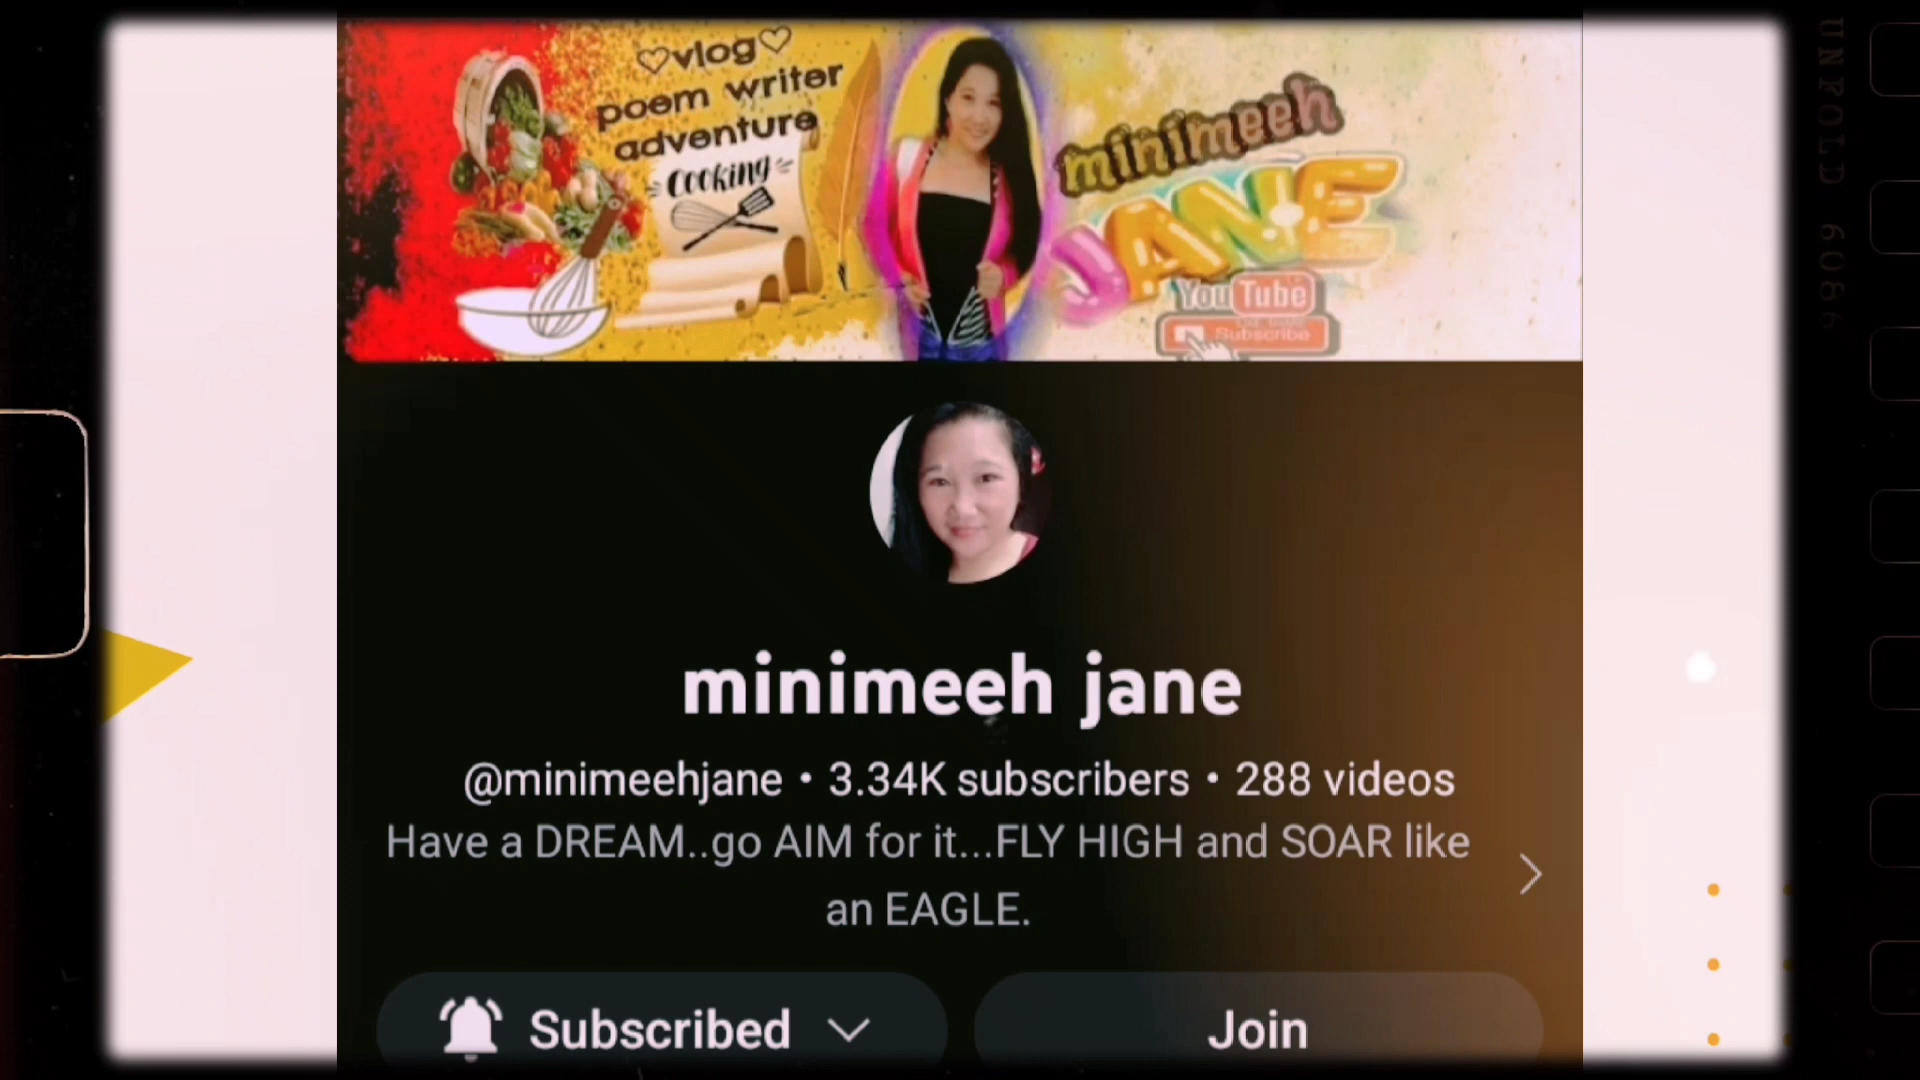 ♡vlog♡
poem writer
adventure
Cooking
minimeeh
JANE
YouTube
Subscribe
minimeeh jane
@minimeehjane • 3.34K subscribers • 288 videos
Have a DREAM..go AIM for it...FLY HIGH and SOAR like
an EAGLE.
Subscribed
Join